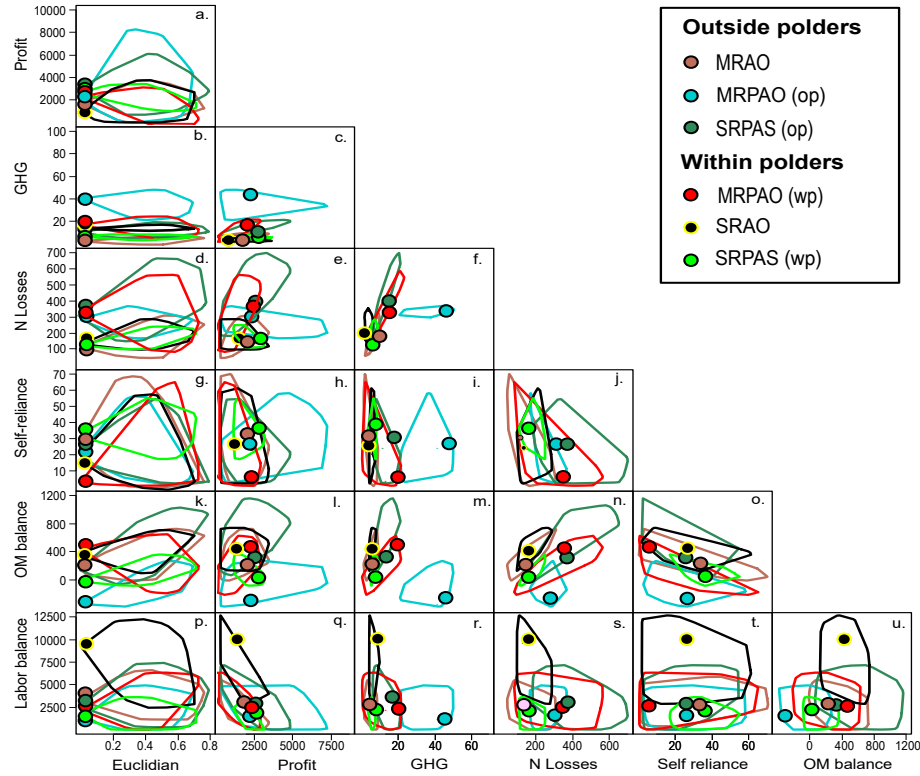 a.
Profit
10000
8000
6000
4000
2000
Outside polders
MRAO
MRPAO (op)
SRPAS (op)
Within polders
MRPAO (wp)
SRAO
SRPAS (wp)
b.
c.
GHG
100
80
60
40
20
0
d.
e.
f.
N Losses
700
600
500
400
300
200
100
g.
h.
i.
j.
Self-reliance
70
60
50
40
30
20
10
k.
l.
m.
n.
o.
OM balance
1200
800
400
0
p.
q.
r.
s.
t.
u.
Labor balance
12500
10000
7500
5000
2500
0.2 0.4 0.6 0.8
2500 5000 7500
20 60
200 400 600
20 40 60
0 400 800 1200
Euclidian Profit GHG N Losses Self reliance OM balance